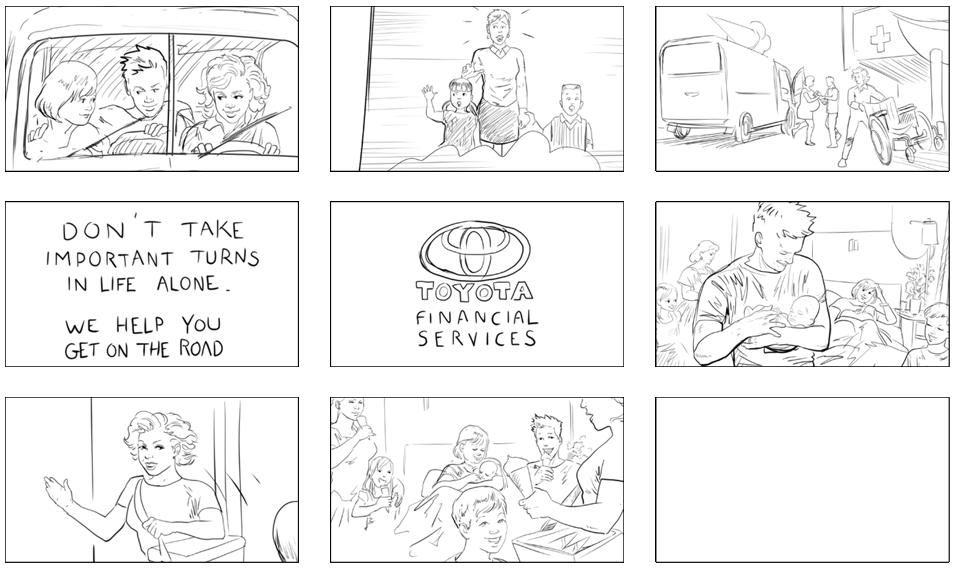 DON'T TAKE
IMPORTANT TURNS
IN LIFE ALONE.
WE HELP YOU
GET ON THE ROAD
TOYOTA
FINANCIAL
SERVICES